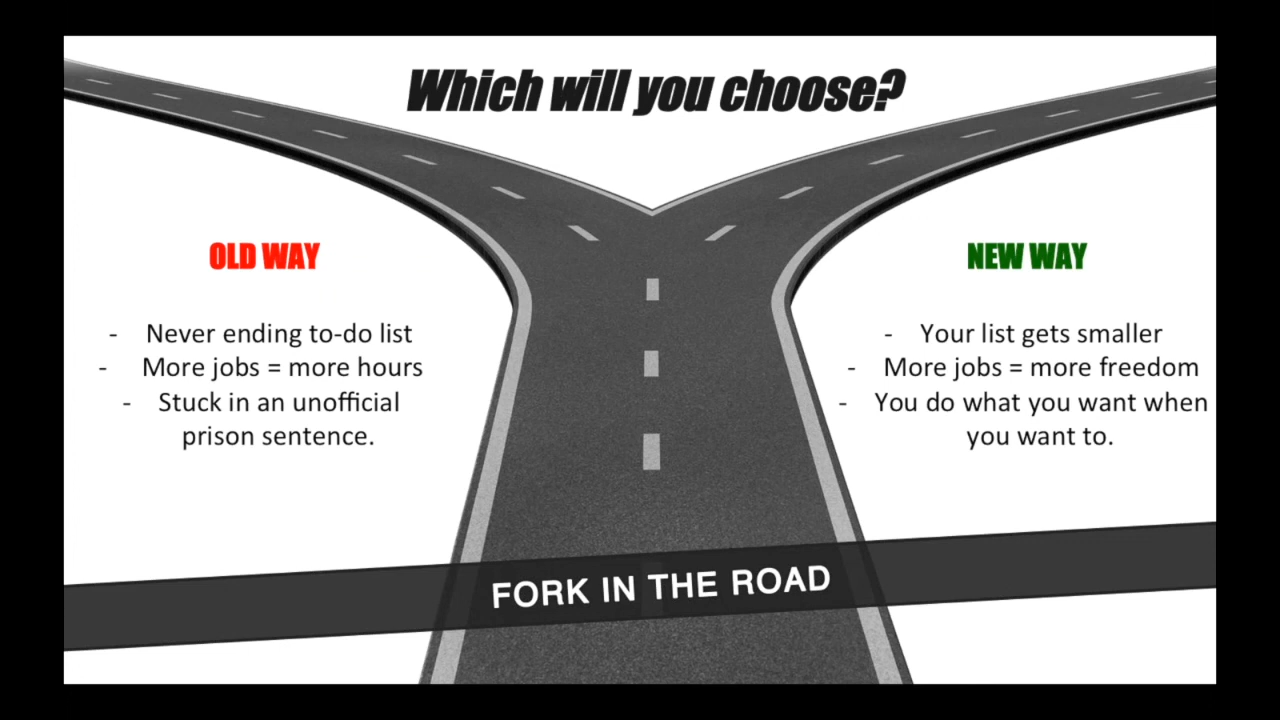 Which will you choose?
OLD WAY
- Never ending to-do list
- More jobs = more hours
- Stuck in an unofficial
prison sentence.
NEW WAY
- Your list gets smaller
- More jobs = more freedom
- You do what you want when
you want to.
FORK IN THE ROAD